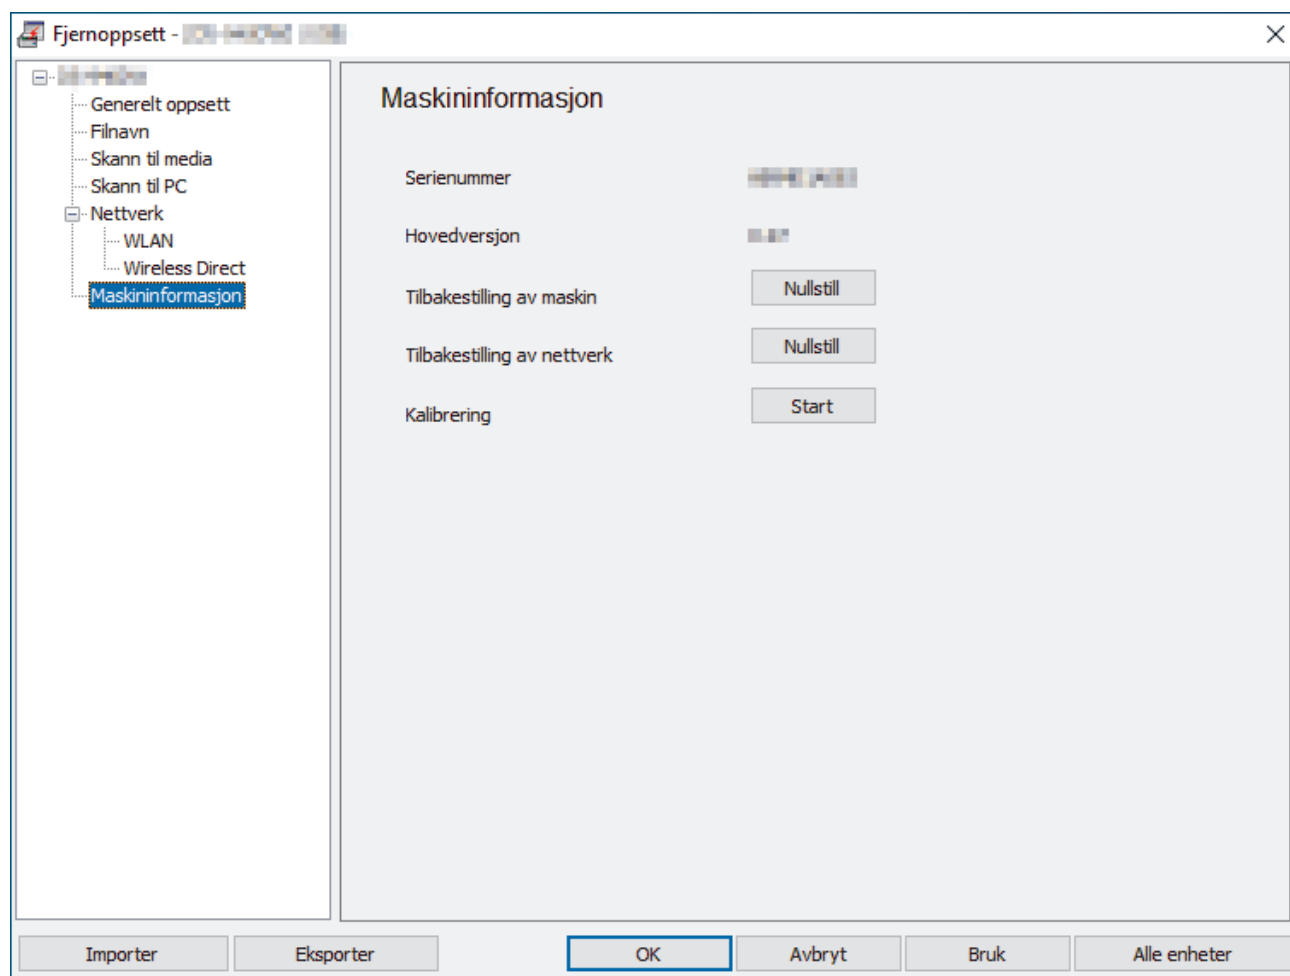 Fjernoppsett -
Generelt oppsett
Filnavn
Skann til media
Skann til PC
Nettverk
WLAN
Wireless Direct
Maskininformasjon
Maskininformasjon
Serienummer
Hovedversjon
Tilbakestilling av maskin Nullstill
Tilbakestilling av nettverk Nullstill
Kalibrering Start
Importer Eksporter OK Avbryt Bruk Alle enheter